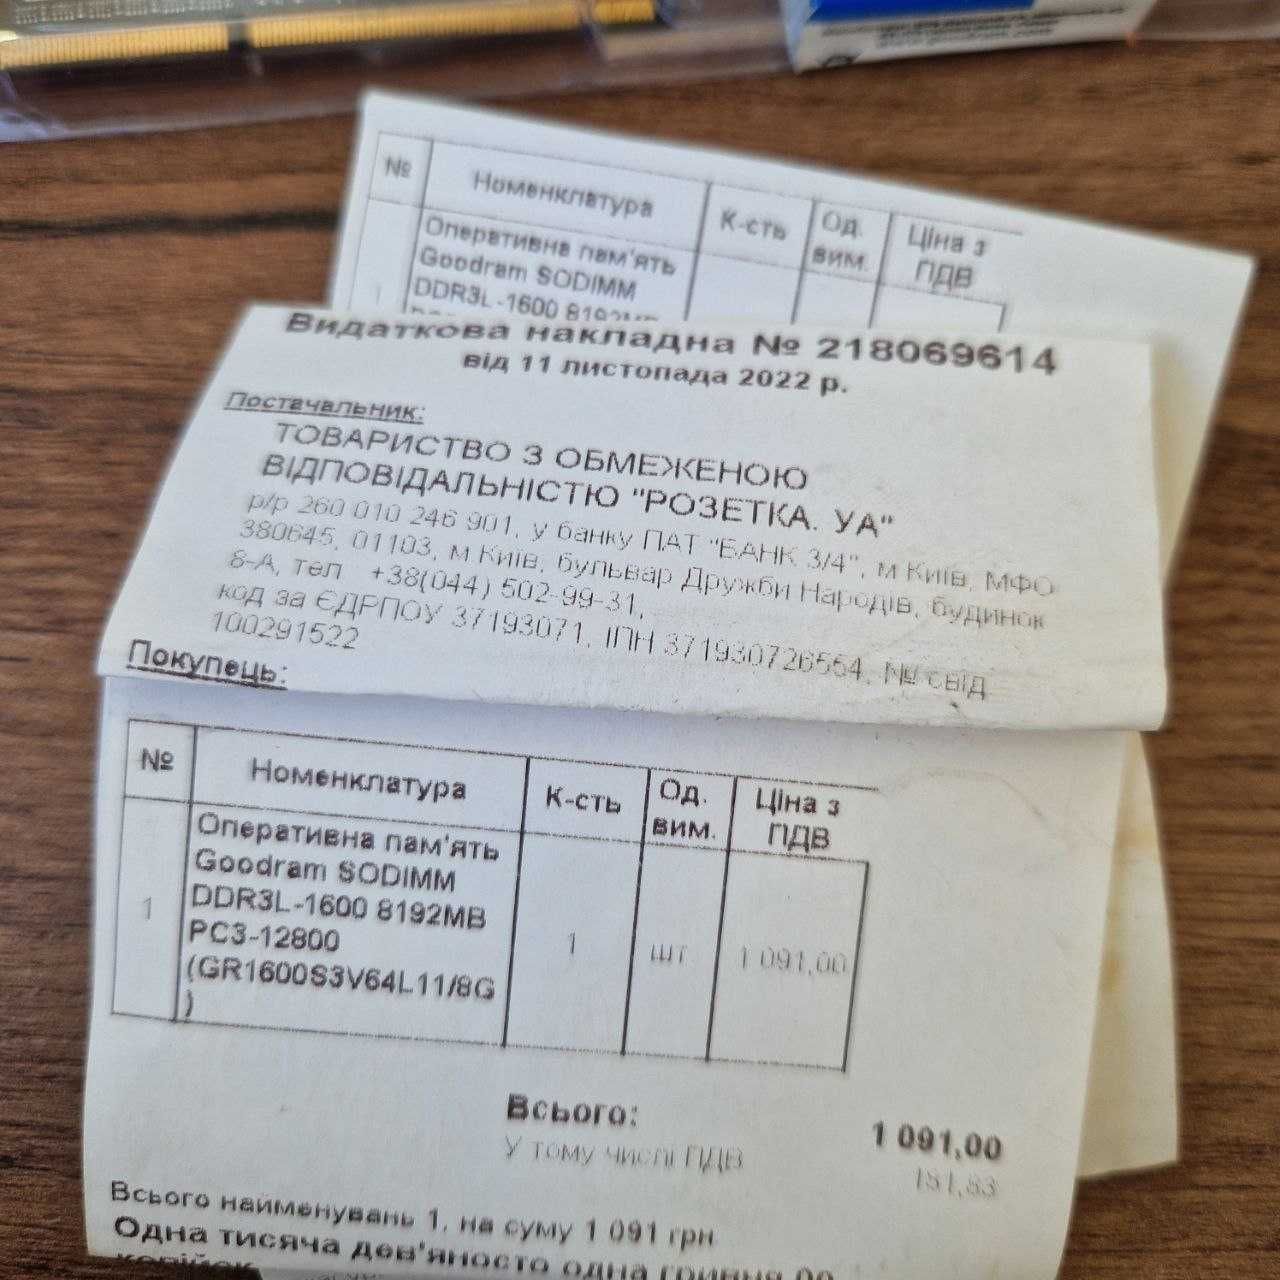 № Номенклатура К-сть Од. вим. Ціна з ПДВ
Оперативна пам'ять
Goodram SODIMM
DDR3L-1600 8192MB
Видаткова накладна № 218069614
від 11 листопада 2022 р.
Постачальник:
ТОВАРИСТВО З ОБМЕЖЕНОЮ
ВІДПОВІДАЛЬНІСТЮ "РОЗЕТКА. УА"
р/р 260 010 246 901, у банку ПАТ "БАНК 3/4", м Київ, МФО
380645, 01103, м Київ, бульвар Дружби Народів, будинок
8-А, тел +38(044) 502-99-31,
код за ЄДРПОУ 37193071, ІПН 371930726554, № свід
100291522
Покупець:
№ Номенклатура К-сть Од. вим. Ціна з ПДВ
1 Оперативна пам'ять 1 шт 1 091,00
Goodram SODIMM
DDR3L-1600 8192MB
PC3-12800
(GR1600S3V64L11/8G
)
Всього: 1 091,00
У тому числі ПДВ 181,83
Всього найменувань 1, на суму 1 091 грн
Одна тисяча дев'яносто одна гривня 00
копійок